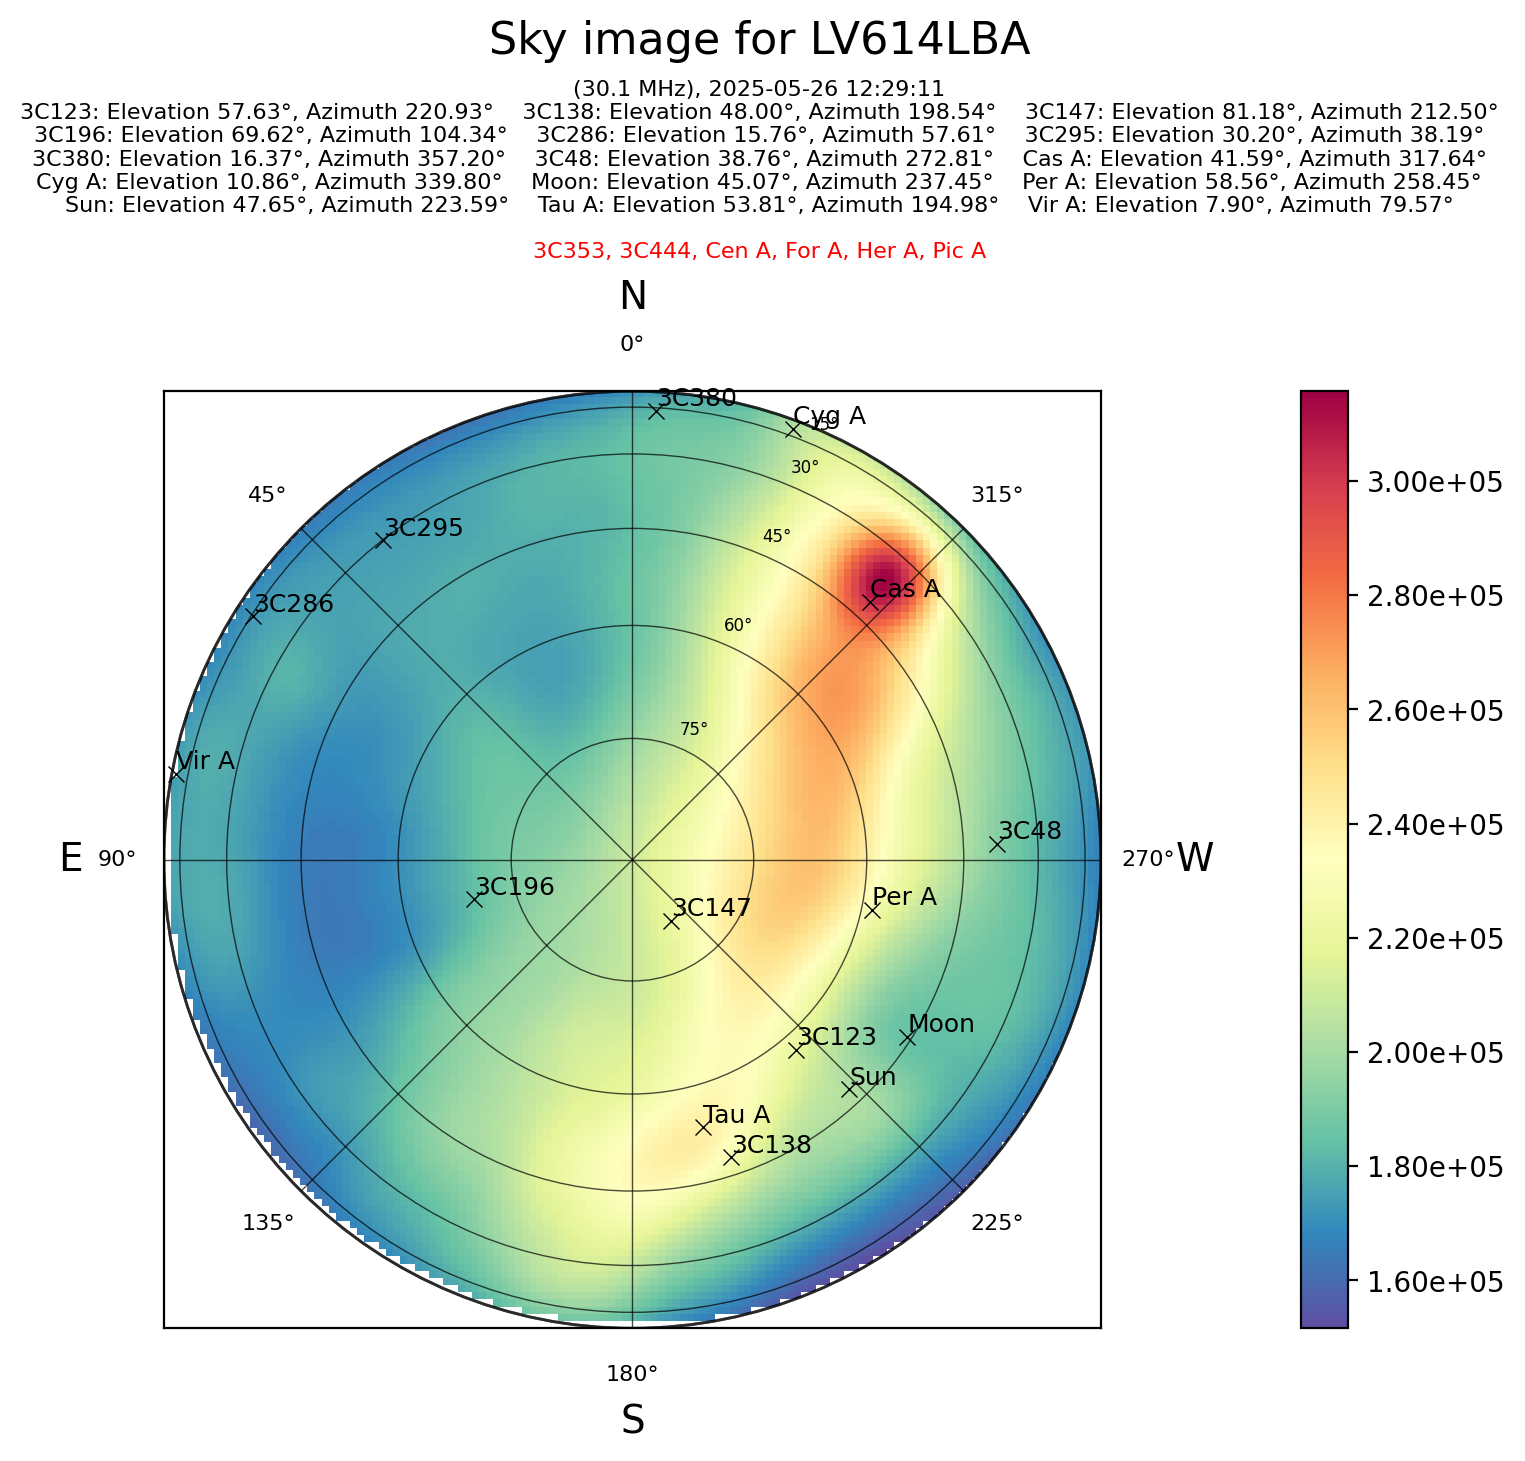 Sky image for LV614LBA
(30.1 MHz), 2025-05-26 12:29:11
3C123: Elevation 57.63°, Azimuth 220.93° 3C138: Elevation 48.00°, Azimuth 198.54° 3C147: Elevation 81.18°, Azimuth 212.50°
3C196: Elevation 69.62°, Azimuth 104.34° 3C286: Elevation 15.76°, Azimuth 57.61° 3C295: Elevation 30.20°, Azimuth 38.19°
3C380: Elevation 16.37°, Azimuth 357.20° 3C48: Elevation 38.76°, Azimuth 272.81° Cas A: Elevation 41.59°, Azimuth 317.64°
Cyg A: Elevation 10.86°, Azimuth 339.80° Moon: Elevation 45.07°, Azimuth 237.45° Per A: Elevation 58.56°, Azimuth 258.45°
Sun: Elevation 47.65°, Azimuth 223.59° Tau A: Elevation 53.81°, Azimuth 194.98° Vir A: Elevation 7.90°, Azimuth 79.57°
3C353, 3C444, Cen A, For A, Her A, Pic A
N
0°
3C380
Cyg A
15°
30°
45°
315°
3.00e+05
3C295
45°
Cas A
2.80e+05
3C286
60°
2.60e+05
75°
Vir A
2.40e+05
3C48
E 90°
270° W
3C196
Per A
3C147
2.20e+05
Moon
3C123
2.00e+05
Sun
Tau A
3C138
1.80e+05
135°
225°
1.60e+05
180°
S